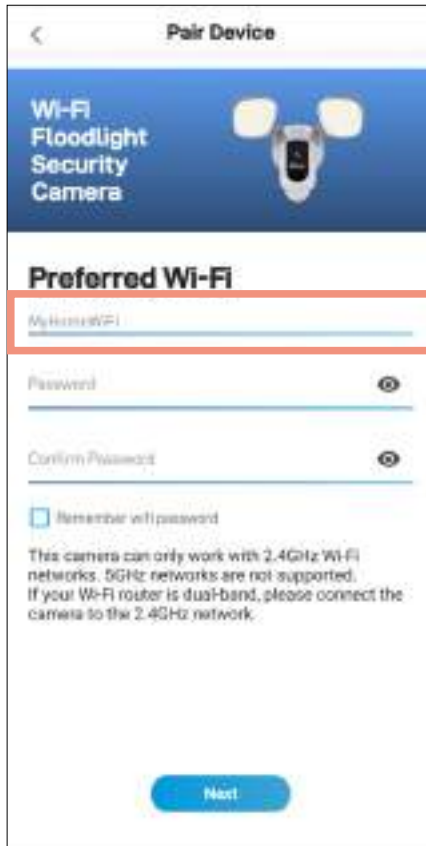 Pair Device
Wi-Fi
Floodlight
Security
Camera
Preferred Wi-Fi
MyHomeWiFi
Password
Confirm Password
Remember wifi password
This camera can only work with 2.4GHz Wi-Fi
networks. 5GHz networks are not supported.
If your Wi-Fi router is dual-band, please connect the
camera to the 2.4GHz network.
Next